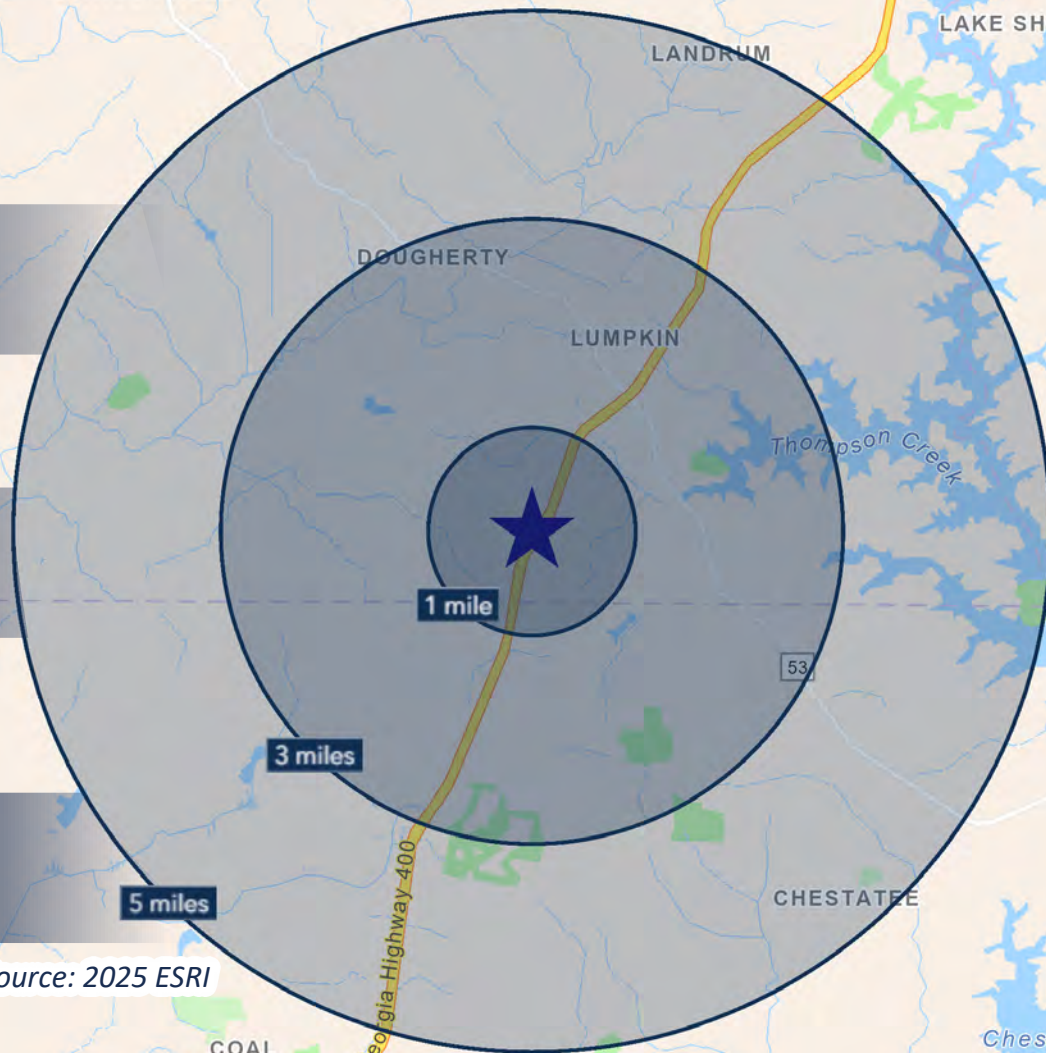 LAKE SH
LANDRUM
DOUGHERTY
LUMPKIN
Thompson Creek
1 mile
53
3 miles
eorgia Highway 400
5 miles
CHESTATEE
ource: 2025 ESRI
Ches
COAL